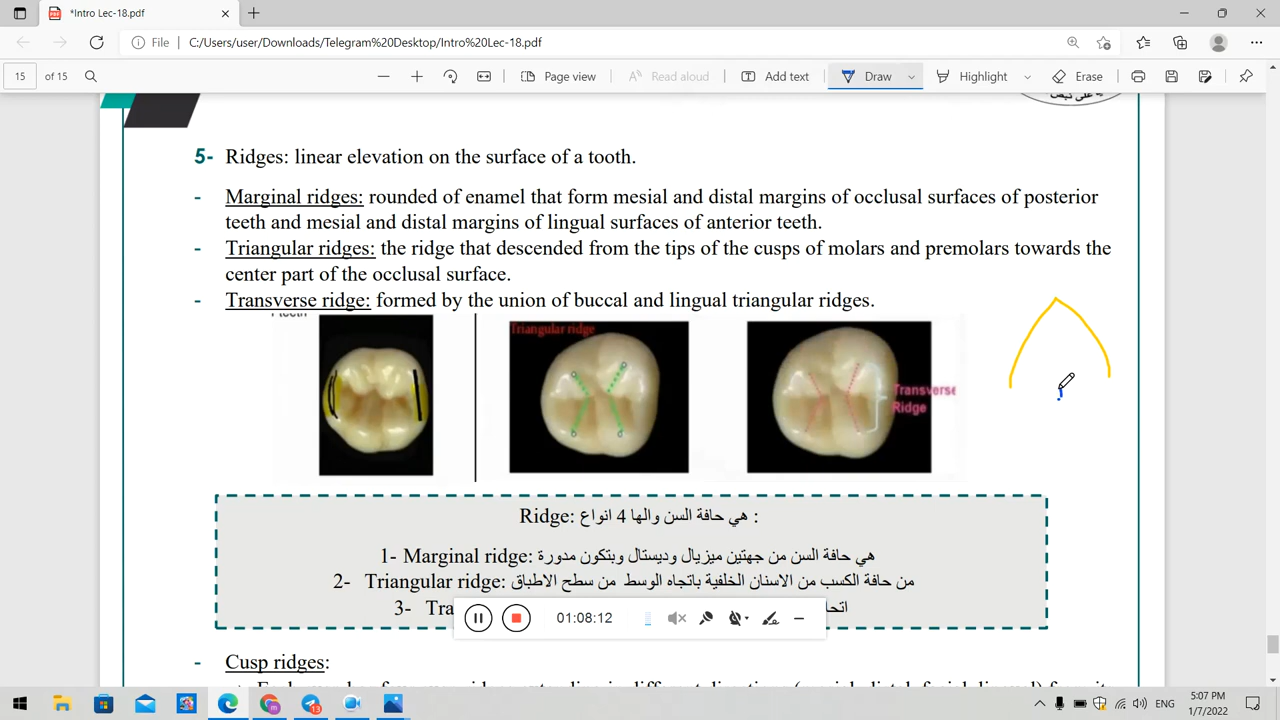 *Intro Lec-18.pdf
File
C:/Users/user/Downloads/Telegram%20Desktop/Intro%20Lec-18.pdf
15 of 15
Page view
Read aloud
Add text
Draw
Highlight
Erase
5- Ridges: linear elevation on the surface of a tooth.
- Marginal ridges: rounded of enamel that form mesial and distal margins of occlusal surfaces of posterior
teeth and mesial and distal margins of lingual surfaces of anterior teeth.
- Triangular ridges: the ridge that descended from the tips of the cusps of molars and premolars towards the
center part of the occlusal surface.
- Transverse ridge: formed by the union of buccal and lingual triangular ridges.
Triangular ridge
Transverse
Ridge
Ridge: هي حافة السن والها 4 انواع :
1- Marginal ridge: هي حافة السن من جهتين ميزيال وديستال وبتكون مدورة
2- Triangular ridge: من حافة الكسب من الاسنان الخلفية باتجاه الوسط من سطح الاطباق
3- Tra
اتحا
01:08:12
- Cusp ridges:
ENG
5:07 PM
1/7/2022
13